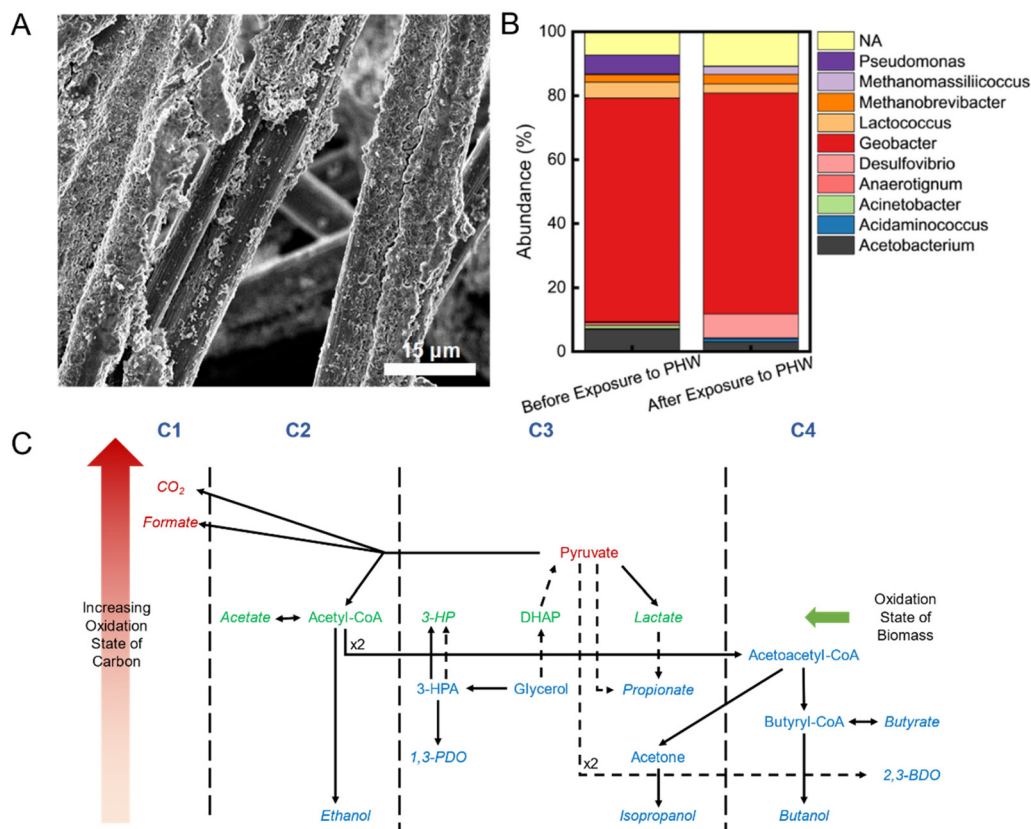 A
15 µm
B
Abundance (%)
100
80
60
40
20
0
Before Exposure to PHW
After Exposure to PHW
NA
Pseudomonas
Methanomassiliicoccus
Methanobrevibacter
Lactococcus
Geobacter
Desulfovibrio
Anaerotignum
Acinetobacter
Acidaminococcus
Acetobacterium
C
C1
C2
C3
C4
Increasing
Oxidation
State of
Carbon
CO₂
Formate
Pyruvate
Acetate
Acetyl-CoA
3-HP
DHAP
Lactate
Oxidation
State of
Biomass
x2
Acetoacetyl-CoA
3-HPA
Glycerol
Propionate
Butyryl-CoA
Butyrate
1,3-PDO
Acetone
x2
2,3-BDO
Ethanol
Isopropanol
Butanol